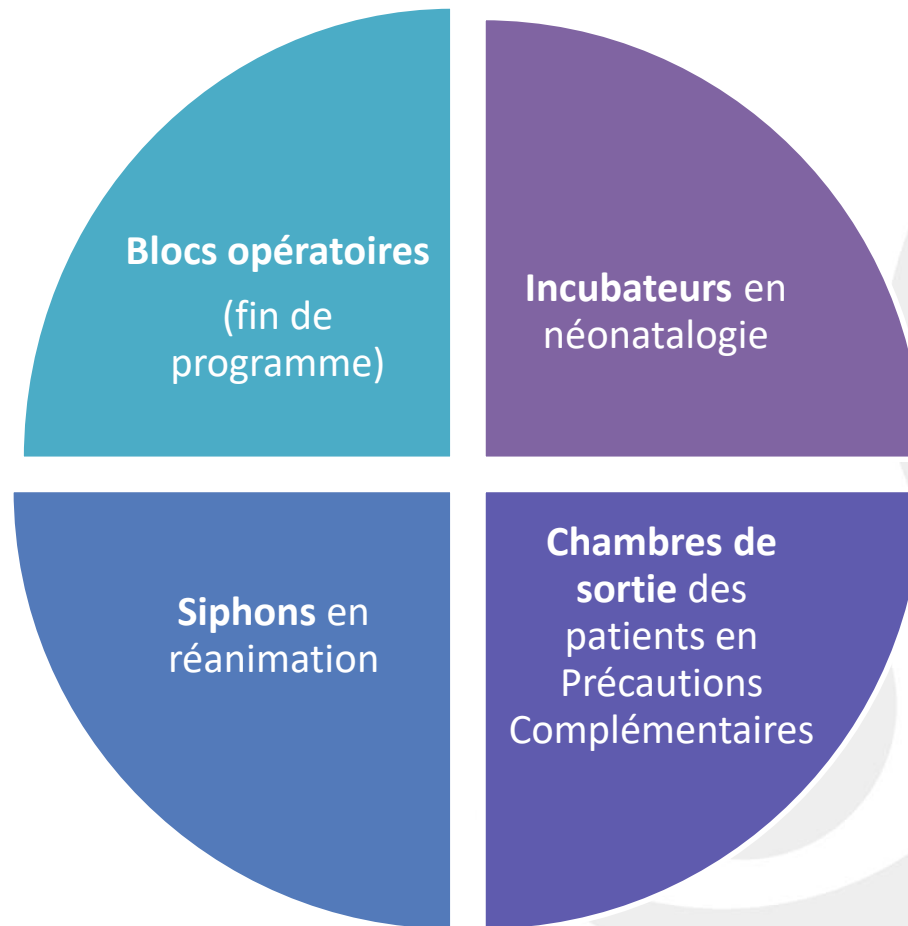 Blocs opératoires
(fin de
programme)
Incubateurs en
néonatalogie
Siphons en
réanimation
Chambres de
sortie des
patients en
Précautions
Complémentaires